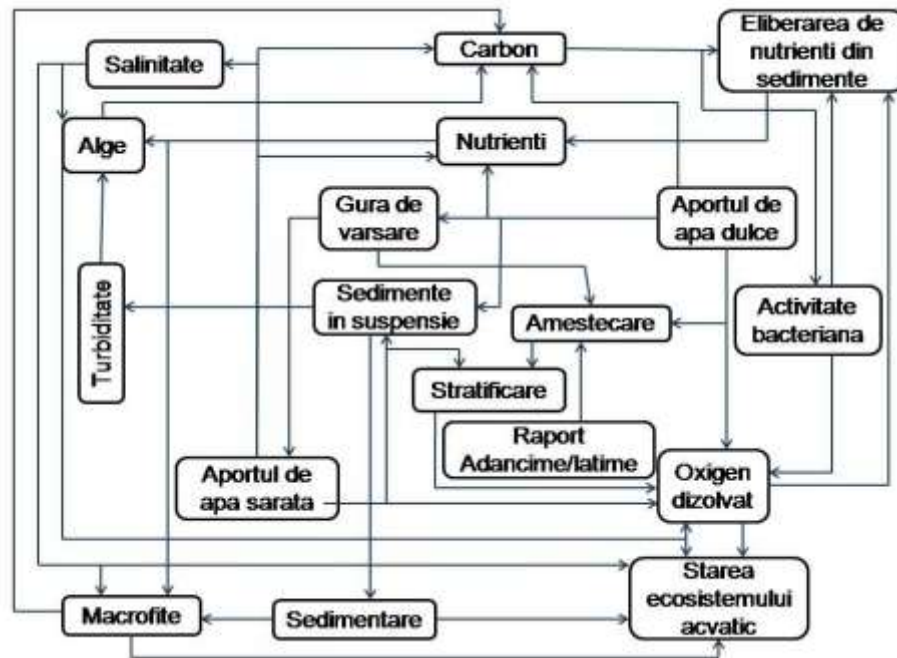 Eliberarea de
nutrienti din
sedimente
Carbon
Salinitate
Alge
Nutrienti
Gura de
varsare
Aportul de
apa dulce
Turbiditate
Sedimente
in suspensie
Amestecare
Activitate
bacteriana
Stratificare
Raport
Adancime/latime
Aportul de
apa sarata
Oxigen
dizolvat
Starea
ecosistemului
acvatic
Macrofite
Sedimentare